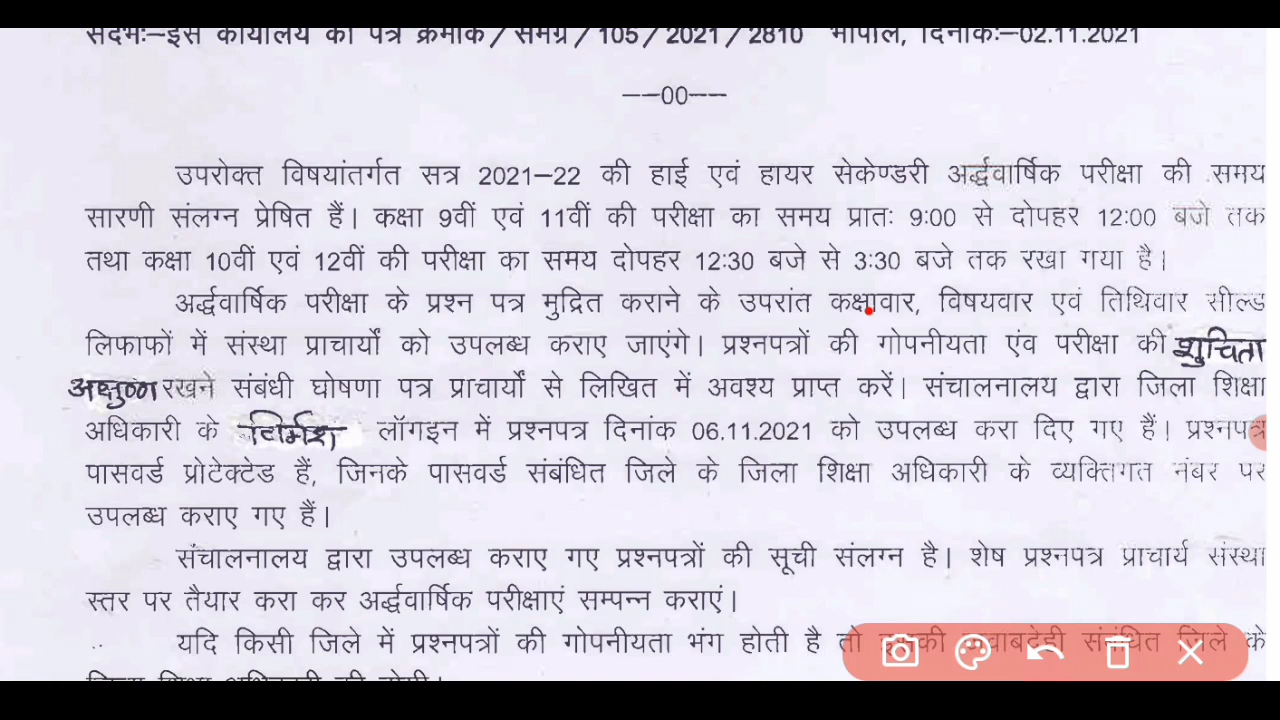 संदर्भः—इस कार्यालय का पत्र क्रमांक/समग्र/105/2021/2810 भोपाल, दिनांकः—02.11.2021
——00——
उपरोक्त विषयांतर्गत सत्र 2021—22 की हाई एवं हायर सेकेण्डरी अर्द्धवार्षिक परीक्षा की समय
सारणी संलग्न प्रेषित हैं। कक्षा 9वीं एवं 11वीं की परीक्षा का समय प्रातः 9:00 से दोपहर 12:00 बजे तक
तथा कक्षा 10वीं एवं 12वीं की परीक्षा का समय दोपहर 12:30 बजे से 3:30 बजे तक रखा गया है।
अर्द्धवार्षिक परीक्षा के प्रश्न पत्र मुद्रित कराने के उपरांत कक्षावार, विषयवार एवं तिथिवार सील्ड
लिफाफों में संस्था प्राचार्यों को उपलब्ध कराए जाएंगे। प्रश्नपत्रों की गोपनीयता एंव परीक्षा की शुचिता
अक्षुण्ण रखने संबंधी घोषणा पत्र प्राचार्यों से लिखित में अवश्य प्राप्त करें। संचालनालय द्वारा जिला शिक्षा
अधिकारी के विमर्श लॉगइन में प्रश्नपत्र दिनांक 06.11.2021 को उपलब्ध करा दिए गए हैं। प्रश्नपत्र
पासवर्ड प्रोटेक्टेड हैं, जिनके पासवर्ड संबंधित जिले के जिला शिक्षा अधिकारी के व्यक्तिगत नंबर पर
उपलब्ध कराए गए हैं।
संचालनालय द्वारा उपलब्ध कराए गए प्रश्नपत्रों की सूची संलग्न है। शेष प्रश्नपत्र प्राचार्य संस्था
स्तर पर तैयार करा कर अर्द्धवार्षिक परीक्षाएं सम्पन्न कराएं।
यदि किसी जिले में प्रश्नपत्रों की गोपनीयता भंग होती है तो इसकी जवाबदेही संबंधित जिले के
जिला शिक्षा अधिकारी की होगी।